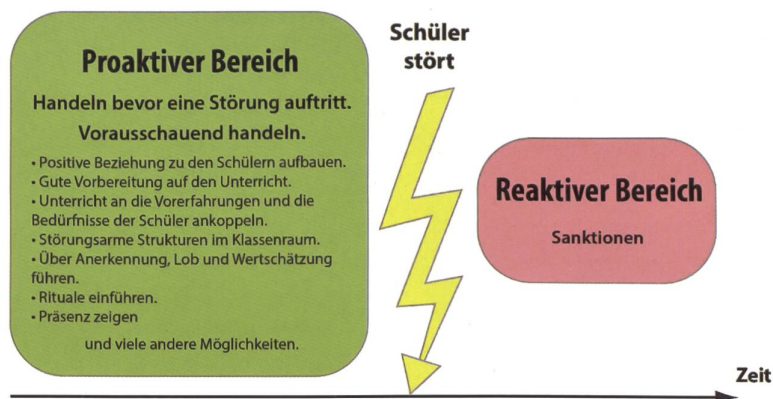 Proaktiver Bereich
Handeln bevor eine Störung auftritt.
Vorausschauend handeln.
• Positive Beziehung zu den Schülern aufbauen.
• Gute Vorbereitung auf den Unterricht.
• Unterricht an die Vorerfahrungen und die
Bedürfnisse der Schüler ankoppeln.
• Störungsarme Strukturen im Klassenraum.
• Über Anerkennung, Lob und Wertschätzung
führen.
• Rituale einführen.
• Präsenz zeigen
und viele andere Möglichkeiten.
Schüler
stört
Reaktiver Bereich
Sanktionen
Zeit